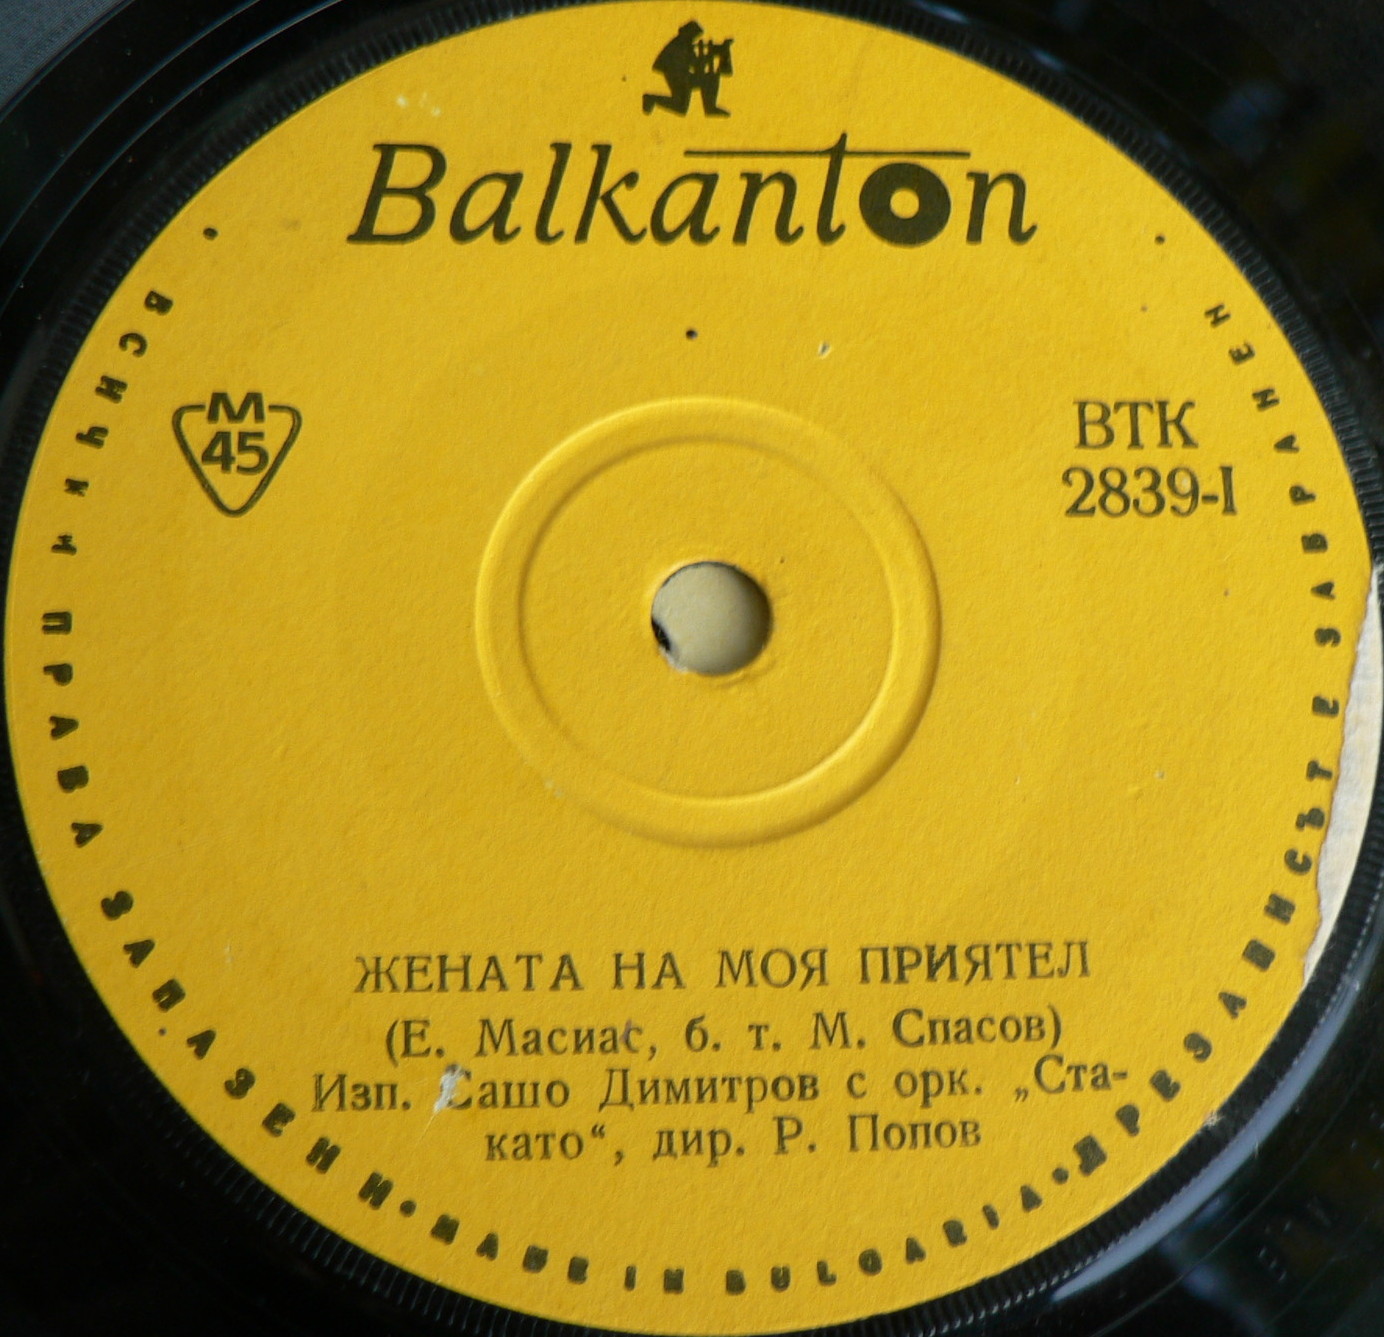 Balkanton
М
45
ВТК
2839-I
ЖЕНАТА НА МОЯ ПРИЯТЕЛ
(Е. Масиас, б. т. М. Спасов)
Изп. Сашо Димитров с орк. „Ста-
като“, дир. Р. Попов
ВСИЧКИ ПРАВА ЗАПАЗЕНИ • MADE IN BULGARIA • ПРЕЗАПИСЪТ Е ЗАБРАНЕН